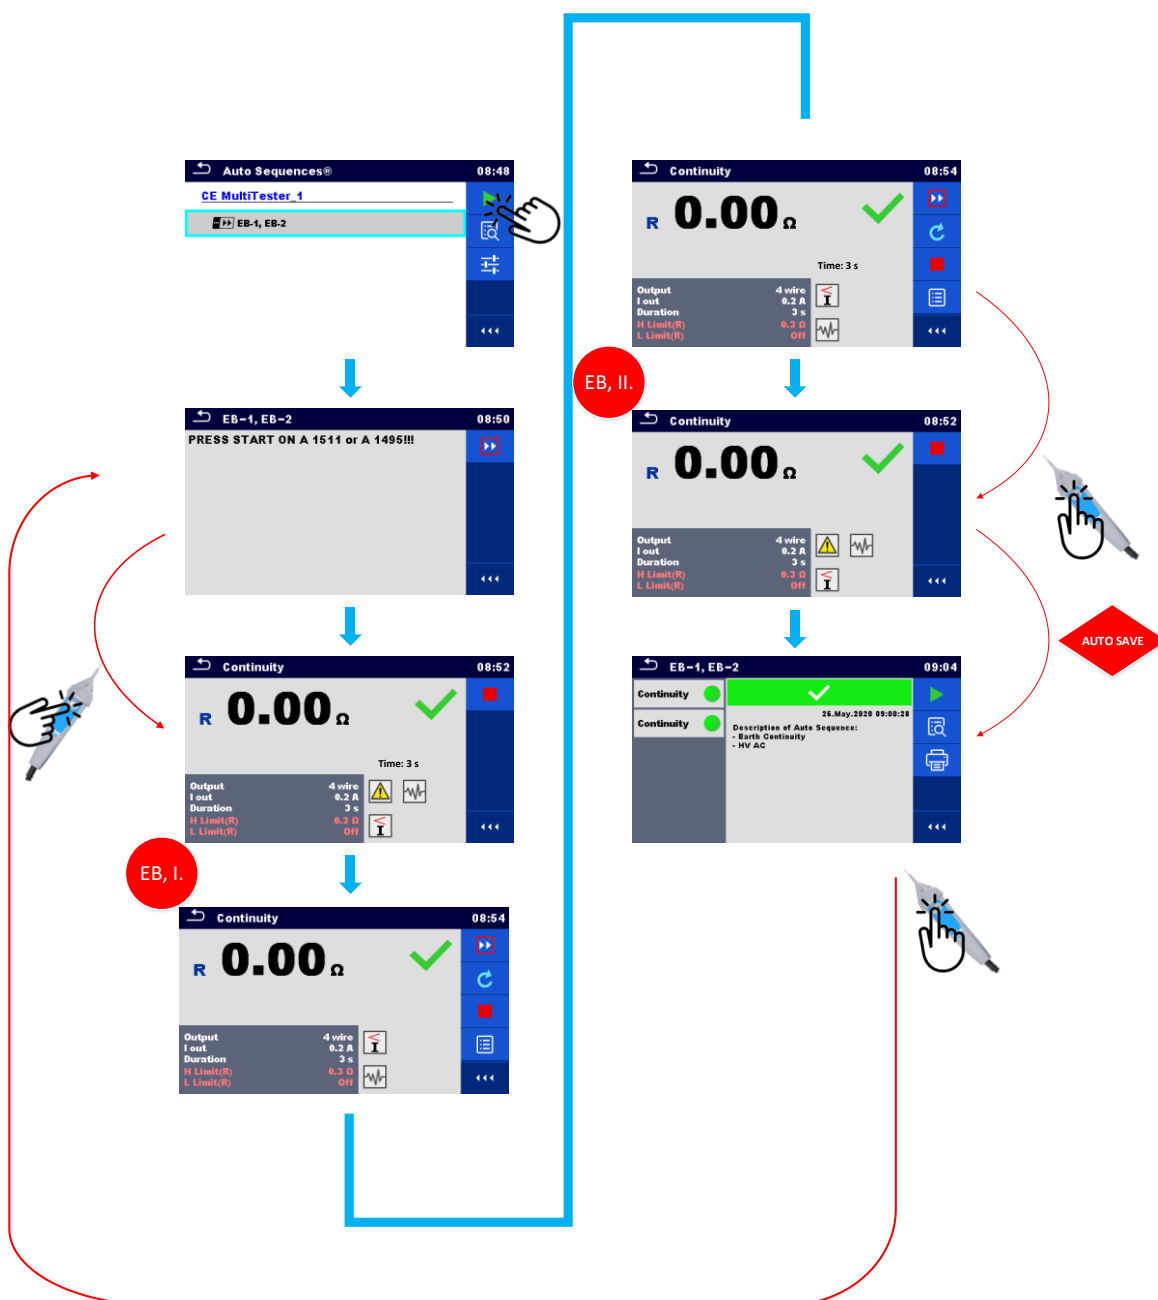 Auto Sequences® 08:48
CE MultiTester_1
EB-1, EB-2
EB-1, EB-2 08:50
PRESS START ON A 1511 or A 1495!!!
Continuity 08:52
R 0.00 Ω
Time: 3 s
Output 4 wire
I out 0.2 A
Duration 3 s
H Limit(R) 0.3 Ω
L Limit(R) Off
EB, I.
Continuity 08:54
R 0.00 Ω
Output 4 wire
I out 0.2 A
Duration 3 s
H Limit(R) 0.3 Ω
L Limit(R) Off
Continuity 08:54
R 0.00 Ω
Time: 3 s
Output 4 wire
I out 0.2 A
Duration 3 s
H Limit(R) 0.3 Ω
L Limit(R) Off
EB, II.
Continuity 08:52
R 0.00 Ω
Output 4 wire
I out 0.2 A
Duration 3 s
H Limit(R) 0.3 Ω
L Limit(R) Off
AUTO SAVE
EB-1, EB-2 09:04
Continuity
Continuity
26.May.2020 09:00:28
Description of Auto Sequence:
- Earth Continuity
- HV AC